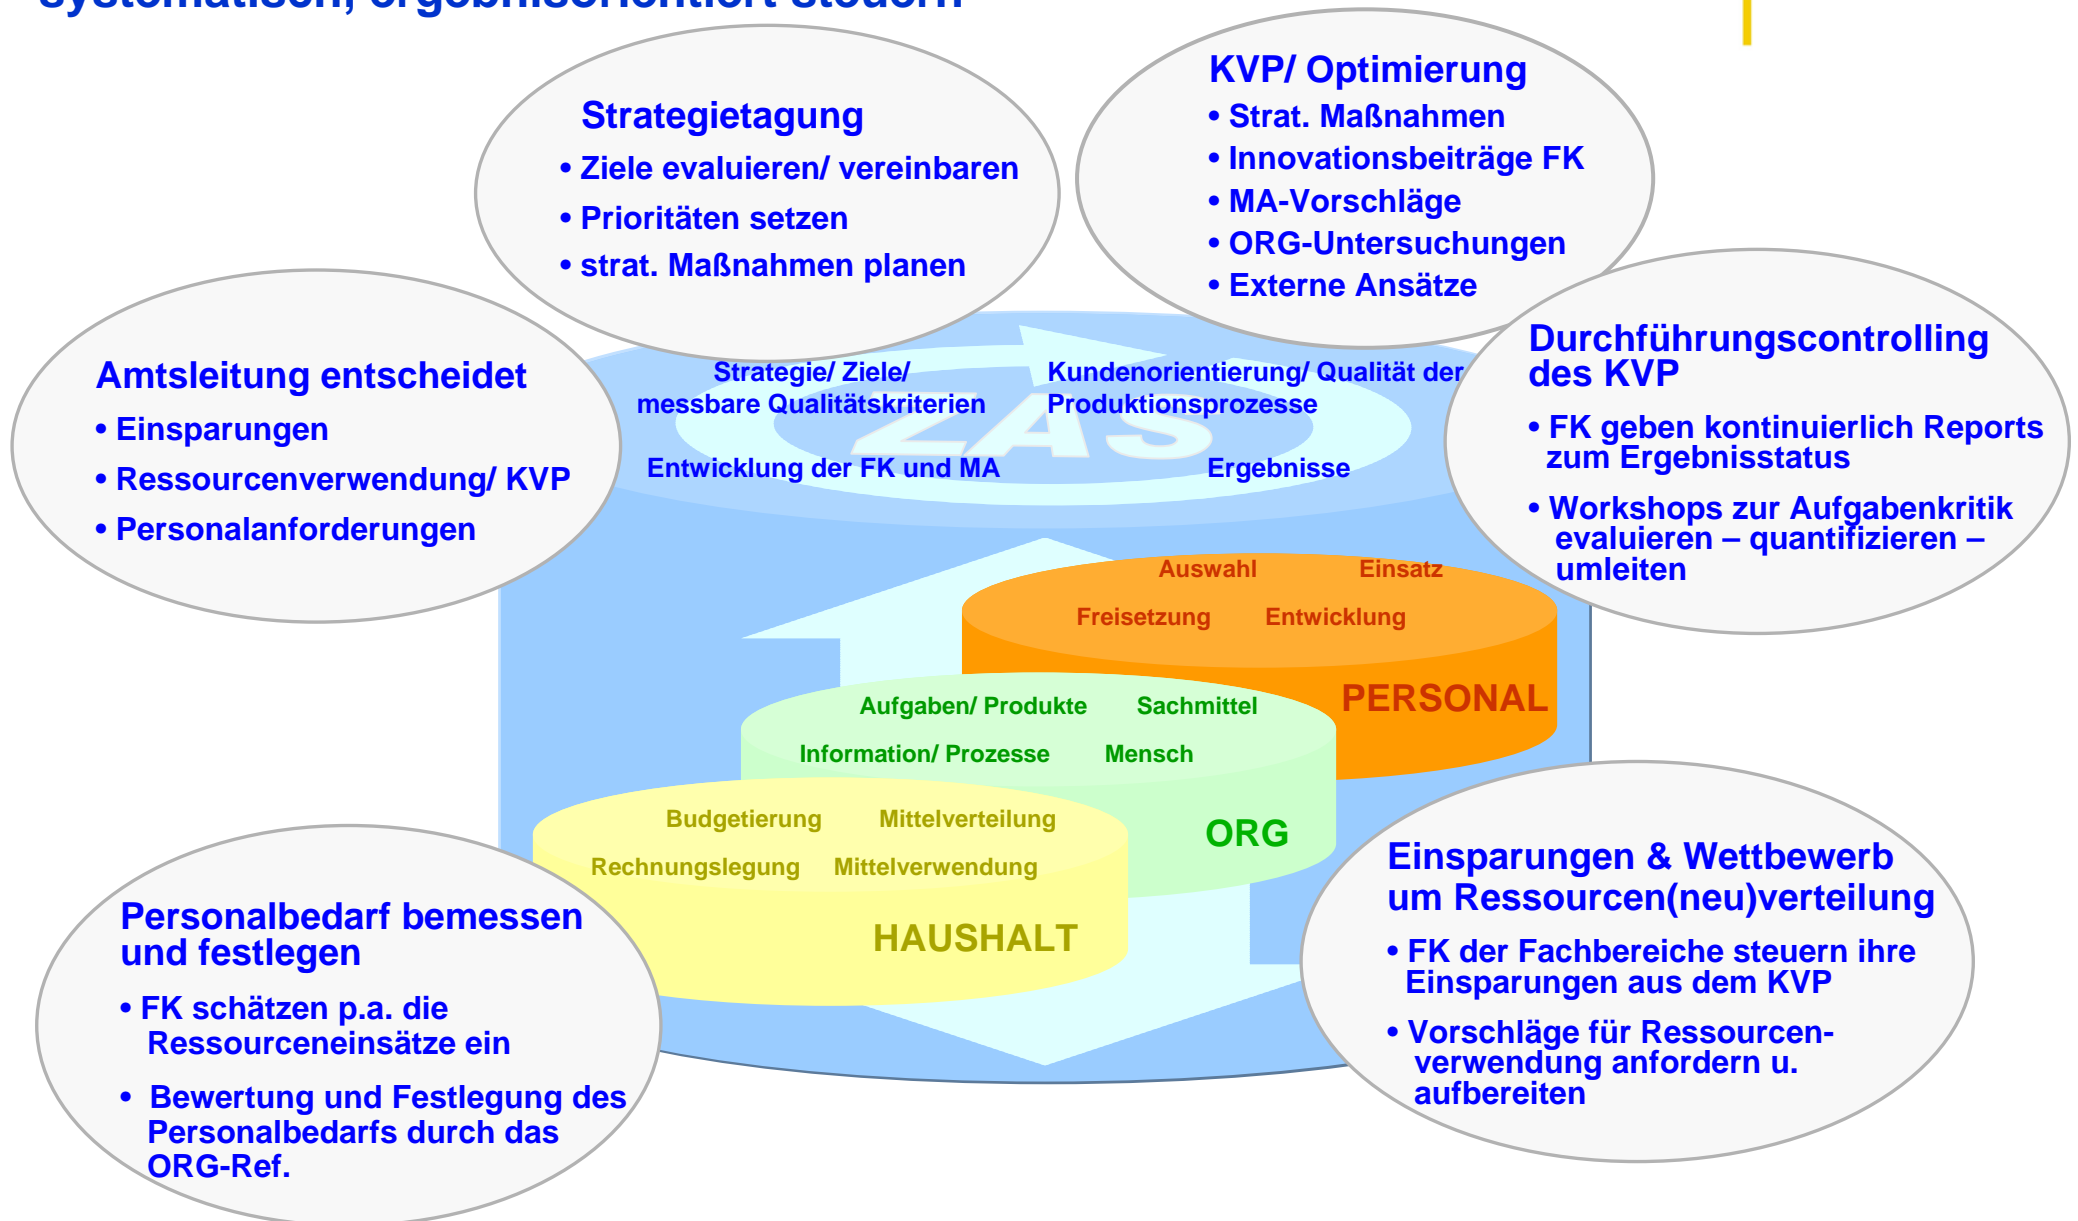 systematisch, ergebnisorientiert steuern
Strategietagung
• Ziele evaluieren/ vereinbaren
• Prioritäten setzen
• strat. Maßnahmen planen
KVP/ Optimierung
• Strat. Maßnahmen
• Innovationsbeiträge FK
• MA-Vorschläge
• ORG-Untersuchungen
• Externe Ansätze
Amtsleitung entscheidet
• Einsparungen
• Ressourcenverwendung/ KVP
• Personalanforderungen
Durchführungscontrolling
des KVP
• FK geben kontinuierlich Reports
zum Ergebnisstatus
• Workshops zur Aufgabenkritik
evaluieren – quantifizieren –
umleiten
Strategie/ Ziele/
messbare Qualitätskriterien
Kundenorientierung/ Qualität der
Produktionsprozesse
ZAS
Entwicklung der FK und MA
Ergebnisse
Auswahl Einsatz
Freisetzung Entwicklung
PERSONAL
Aufgaben/ Produkte Sachmittel
Information/ Prozesse Mensch
ORG
Budgetierung Mittelverteilung
Rechnungslegung Mittelverwendung
HAUSHALT
Personalbedarf bemessen
und festlegen
• FK schätzen p.a. die
Ressourceneinsätze ein
• Bewertung und Festlegung des
Personalbedarfs durch das
ORG-Ref.
Einsparungen & Wettbewerb
um Ressourcen(neu)verteilung
• FK der Fachbereiche steuern ihre
Einsparungen aus dem KVP
• Vorschläge für Ressourcen-
verwendung anfordern u.
aufbereiten